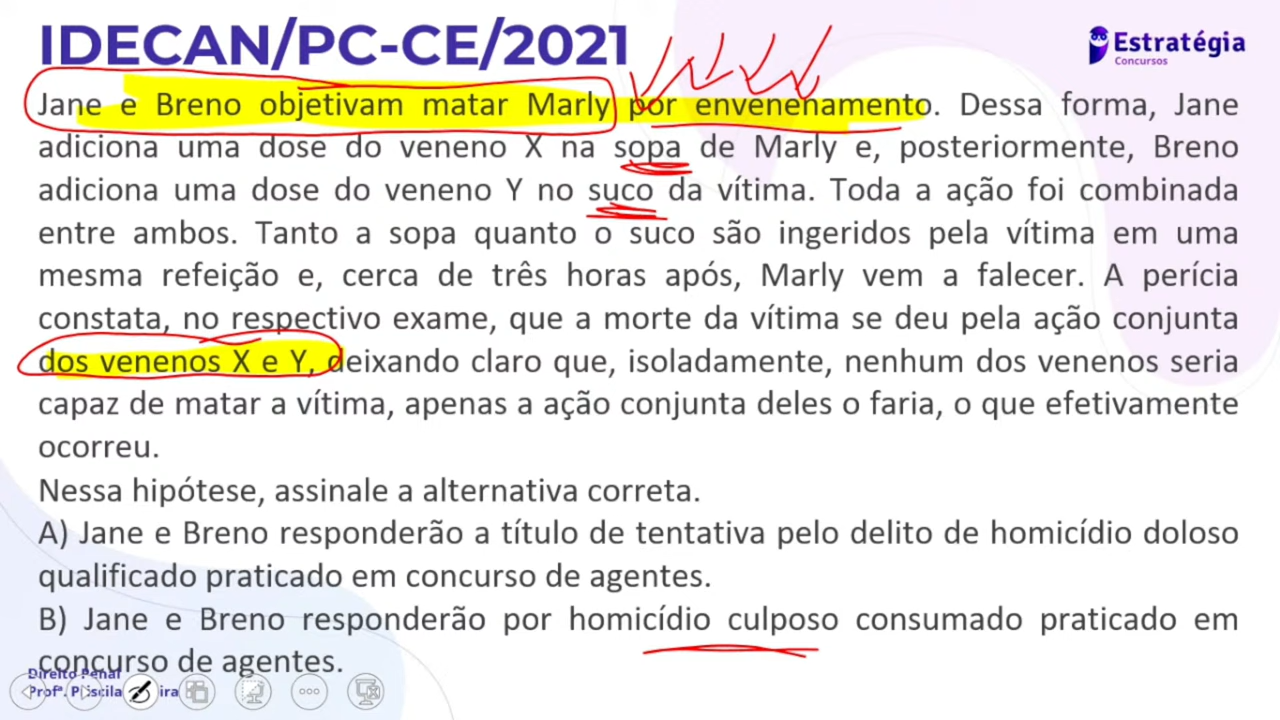 IDECAN/PC-CE/2021
Estratégia
Concursos
Jane e Breno objetivam matar Marly por envenenamento. Dessa forma, Jane
adiciona uma dose do veneno X na sopa de Marly e, posteriormente, Breno
adiciona uma dose do veneno Y no suco da vítima. Toda a ação foi combinada
entre ambos. Tanto a sopa quanto o suco são ingeridos pela vítima em uma
mesma refeição e, cerca de três horas após, Marly vem a falecer. A perícia
constata, no respectivo exame, que a morte da vítima se deu pela ação conjunta
dos venenos X e Y, deixando claro que, isoladamente, nenhum dos venenos seria
capaz de matar a vítima, apenas a ação conjunta deles o faria, o que efetivamente
ocorreu.
Nessa hipótese, assinale a alternativa correta.
A) Jane e Breno responderão a título de tentativa pelo delito de homicídio doloso
qualificado praticado em concurso de agentes.
B) Jane e Breno responderão por homicídio culposo consumado praticado em
concurso de agentes.
Direito Penal
Profª.